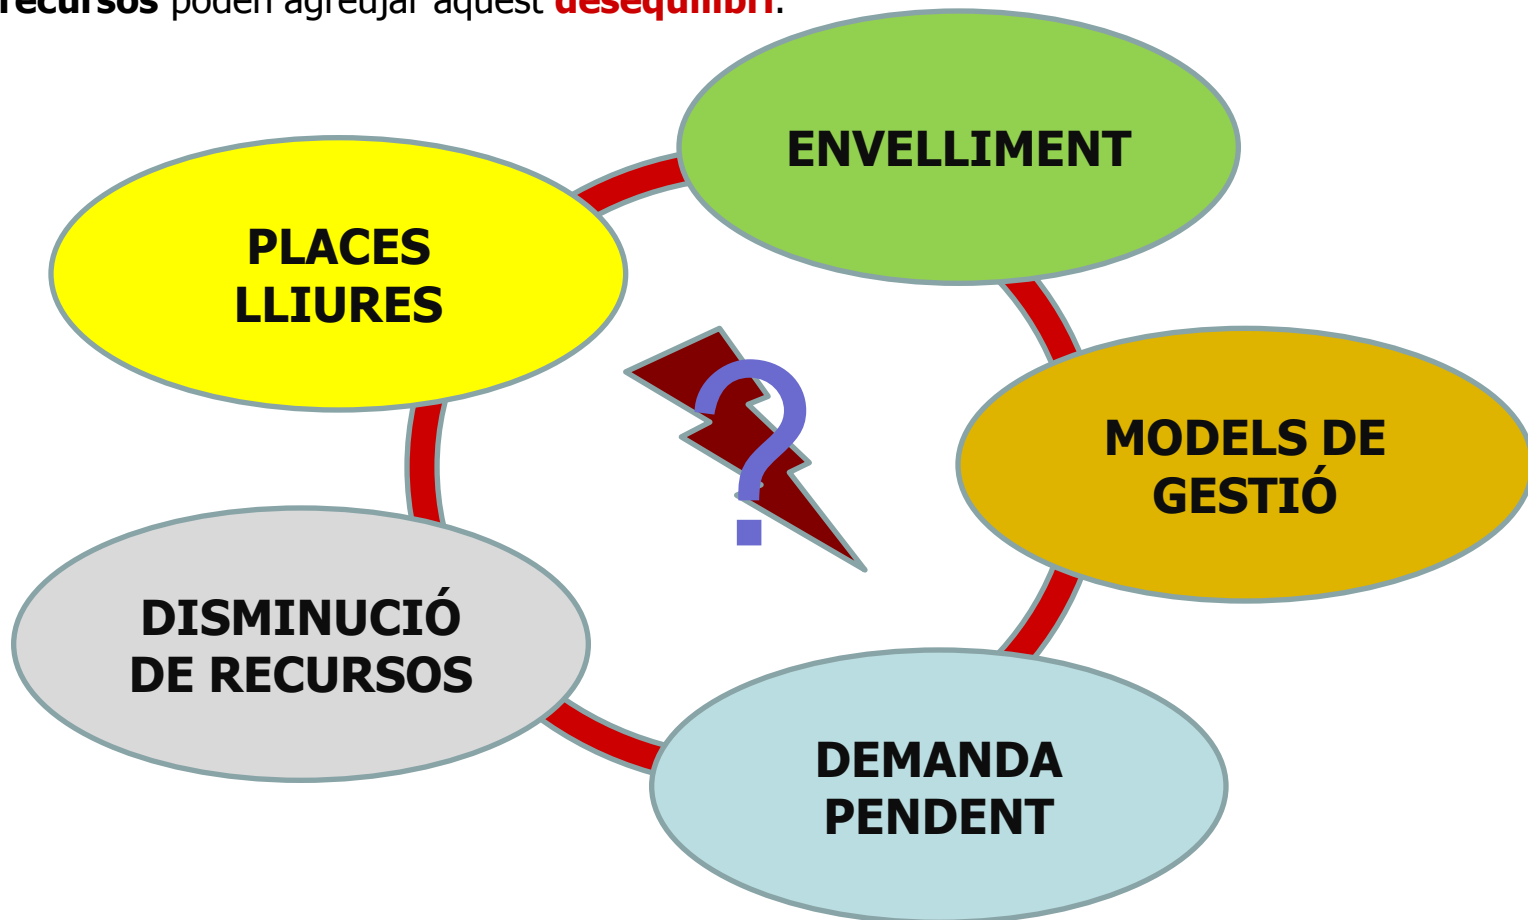 recursos poden agreujar aquest desequilibri.
ENVELLIMENT
PLACES
LLIURES
?
MODELS DE
GESTIÓ
DISMINUCIÓ
DE RECURSOS
DEMANDA
PENDENT